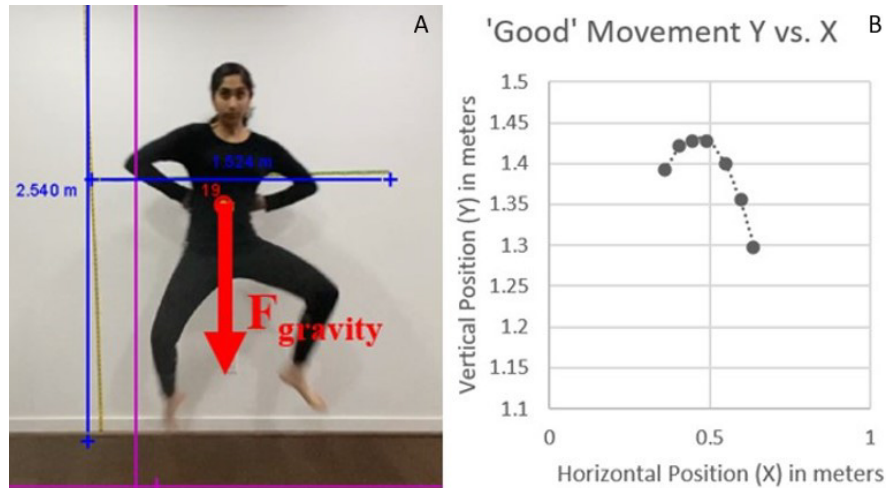 A
1.524 m
2.540 m
19
F gravity
'Good' Movement Y vs. X
B
Vertical Position (Y) in meters
1.5
1.45
1.4
1.35
1.3
1.25
1.2
1.15
1.1
0
0.5
1
Horizontal Position (X) in meters